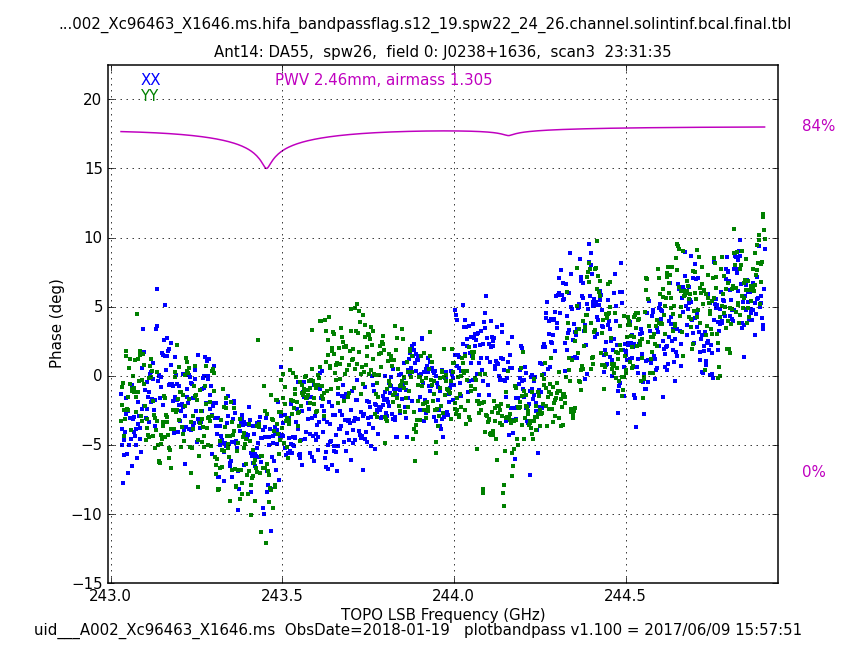 ...002_Xc96463_X1646.ms.hifa_bandpassflag.s12_19.spw22_24_26.channel.solintinf.bcal.final.tbl
Ant14: DA55, spw26, field 0: J0238+1636, scan3 23:31:35
XX
PWV 2.46mm, airmass 1.305
YY
20
84%
15
10
5
Phase (deg)
0
−5
0%
−10
−15
243.0
243.5
244.0
244.5
TOPO LSB Frequency (GHz)
uid___A002_Xc96463_X1646.ms ObsDate=2018-01-19 plotbandpass v1.100 = 2017/06/09 15:57:51